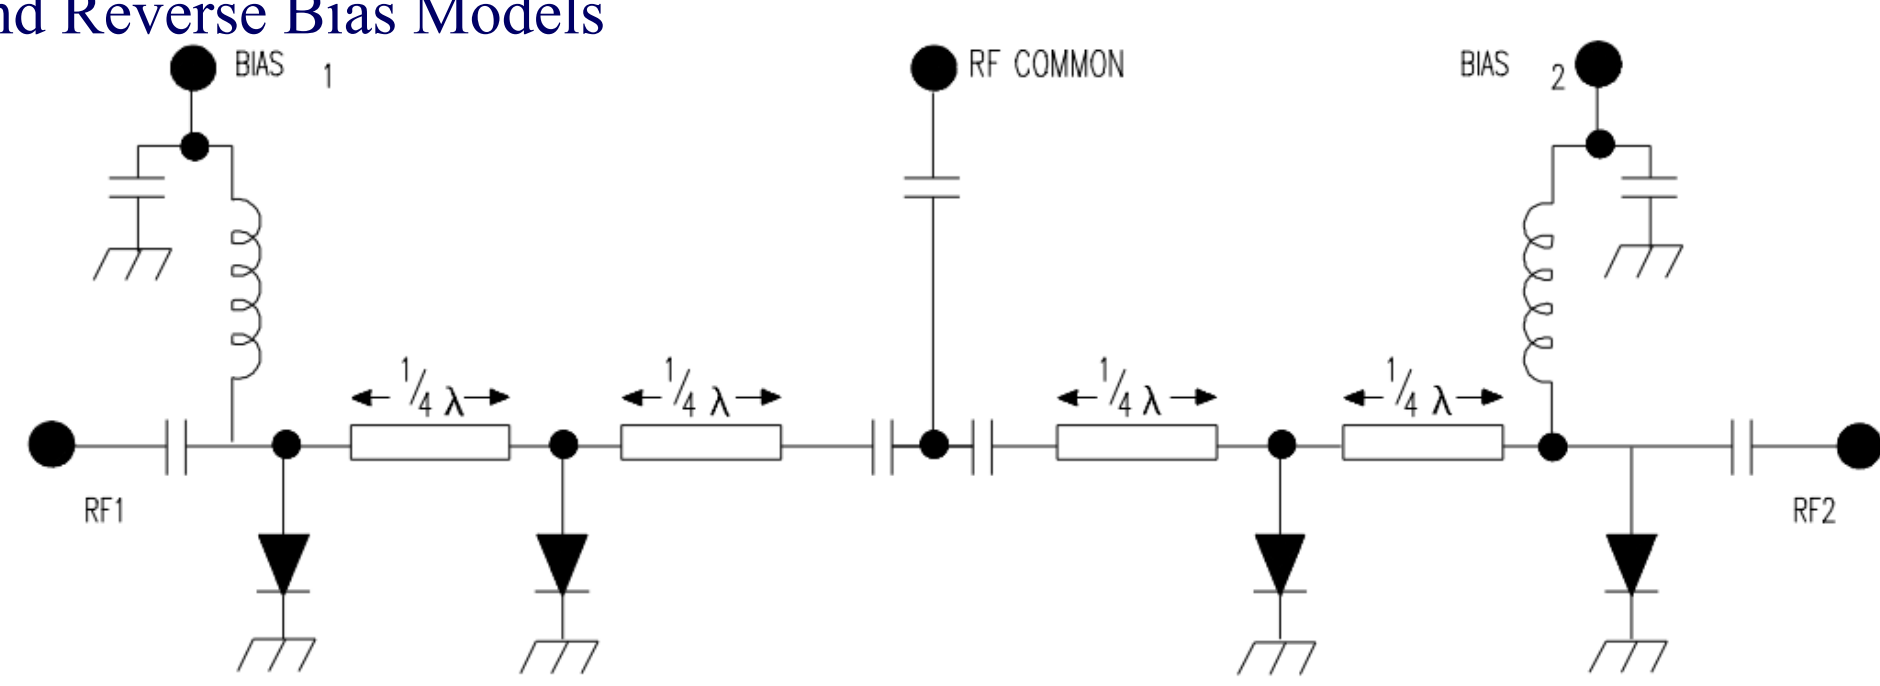 nd Reverse Bias Models
BIAS 1
RF COMMON
BIAS 2
1/4 λ
1/4 λ
1/4 λ
1/4 λ
RF1
RF2